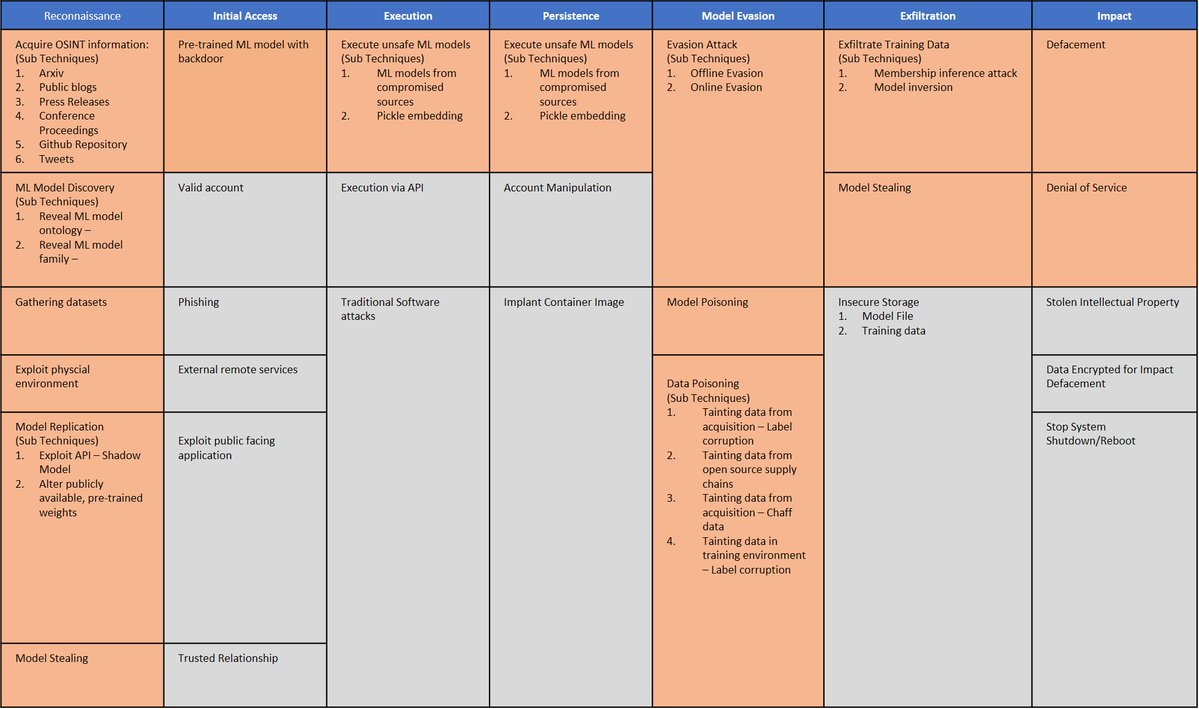 Reconnaissance
Initial Access
Execution
Persistence
Model Evasion
Exfiltration
Impact
Acquire OSINT information:
(Sub Techniques)
1. Arxiv
2. Public blogs
3. Press Releases
4. Conference
Proceedings
5. Github Repository
6. Tweets
Pre-trained ML model with
backdoor
Execute unsafe ML models
(Sub Techniques)
1. ML models from
compromised
sources
2. Pickle embedding
Execute unsafe ML models
(Sub Techniques)
1. ML models from
compromised
sources
2. Pickle embedding
Evasion Attack
(Sub Techniques)
1. Offline Evasion
2. Online Evasion
Exfiltrate Training Data
(Sub Techniques)
1. Membership inference attack
2. Model inversion
Defacement
ML Model Discovery
(Sub Techniques)
1. Reveal ML model
ontology –
2. Reveal ML model
family –
Valid account
Execution via API
Account Manipulation
Model Stealing
Denial of Service
Gathering datasets
Phishing
Traditional Software
attacks
Implant Container Image
Model Poisoning
Insecure Storage
1. Model File
2. Training data
Stolen Intellectual Property
Exploit physcial
environment
External remote services
Data Poisoning
(Sub Techniques)
1. Tainting data from
acquisition – Label
corruption
2. Tainting data from
open source supply
chains
3. Tainting data from
acquisition – Chaff
data
4. Tainting data in
training environment
– Label corruption
Data Encrypted for Impact
Defacement
Model Replication
(Sub Techniques)
1. Exploit API – Shadow
Model
2. Alter publicly
available, pre-trained
weights
Exploit public facing
application
Stop System
Shutdown/Reboot
Model Stealing
Trusted Relationship